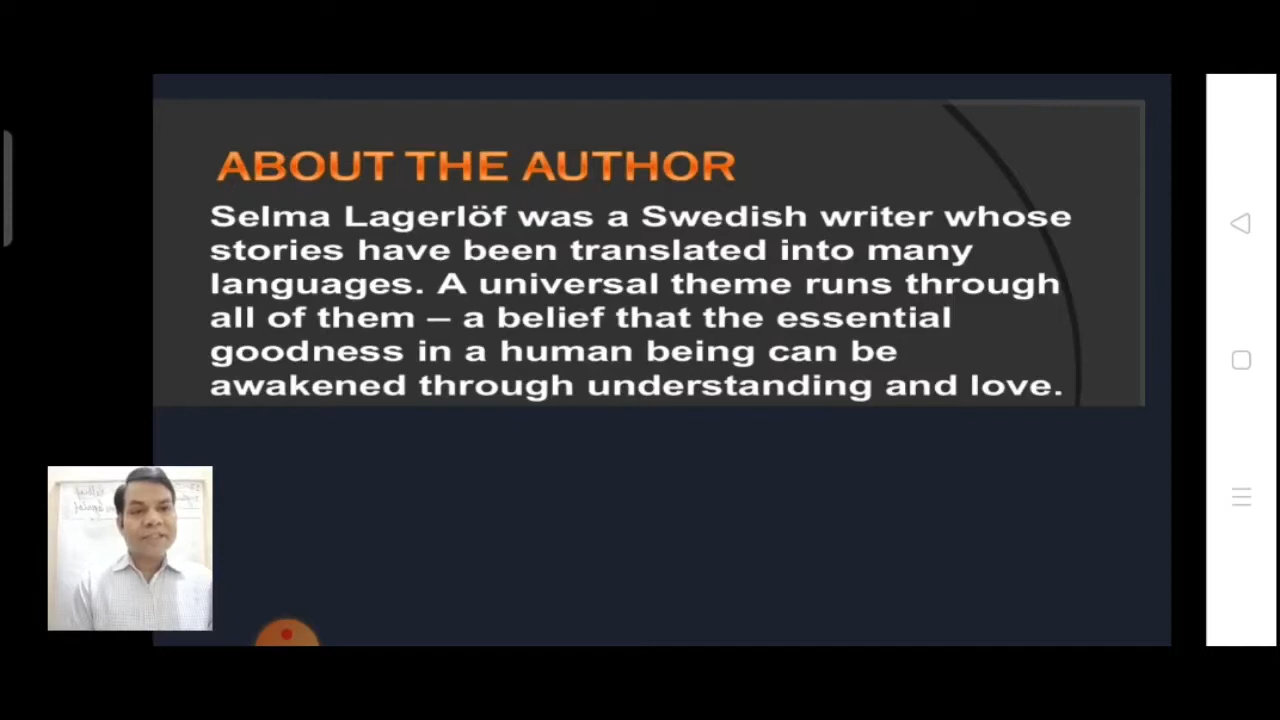 ABOUT THE AUTHOR
Selma Lagerlöf was a Swedish writer whose
stories have been translated into many
languages. A universal theme runs through
all of them – a belief that the essential
goodness in a human being can be
awakened through understanding and love.